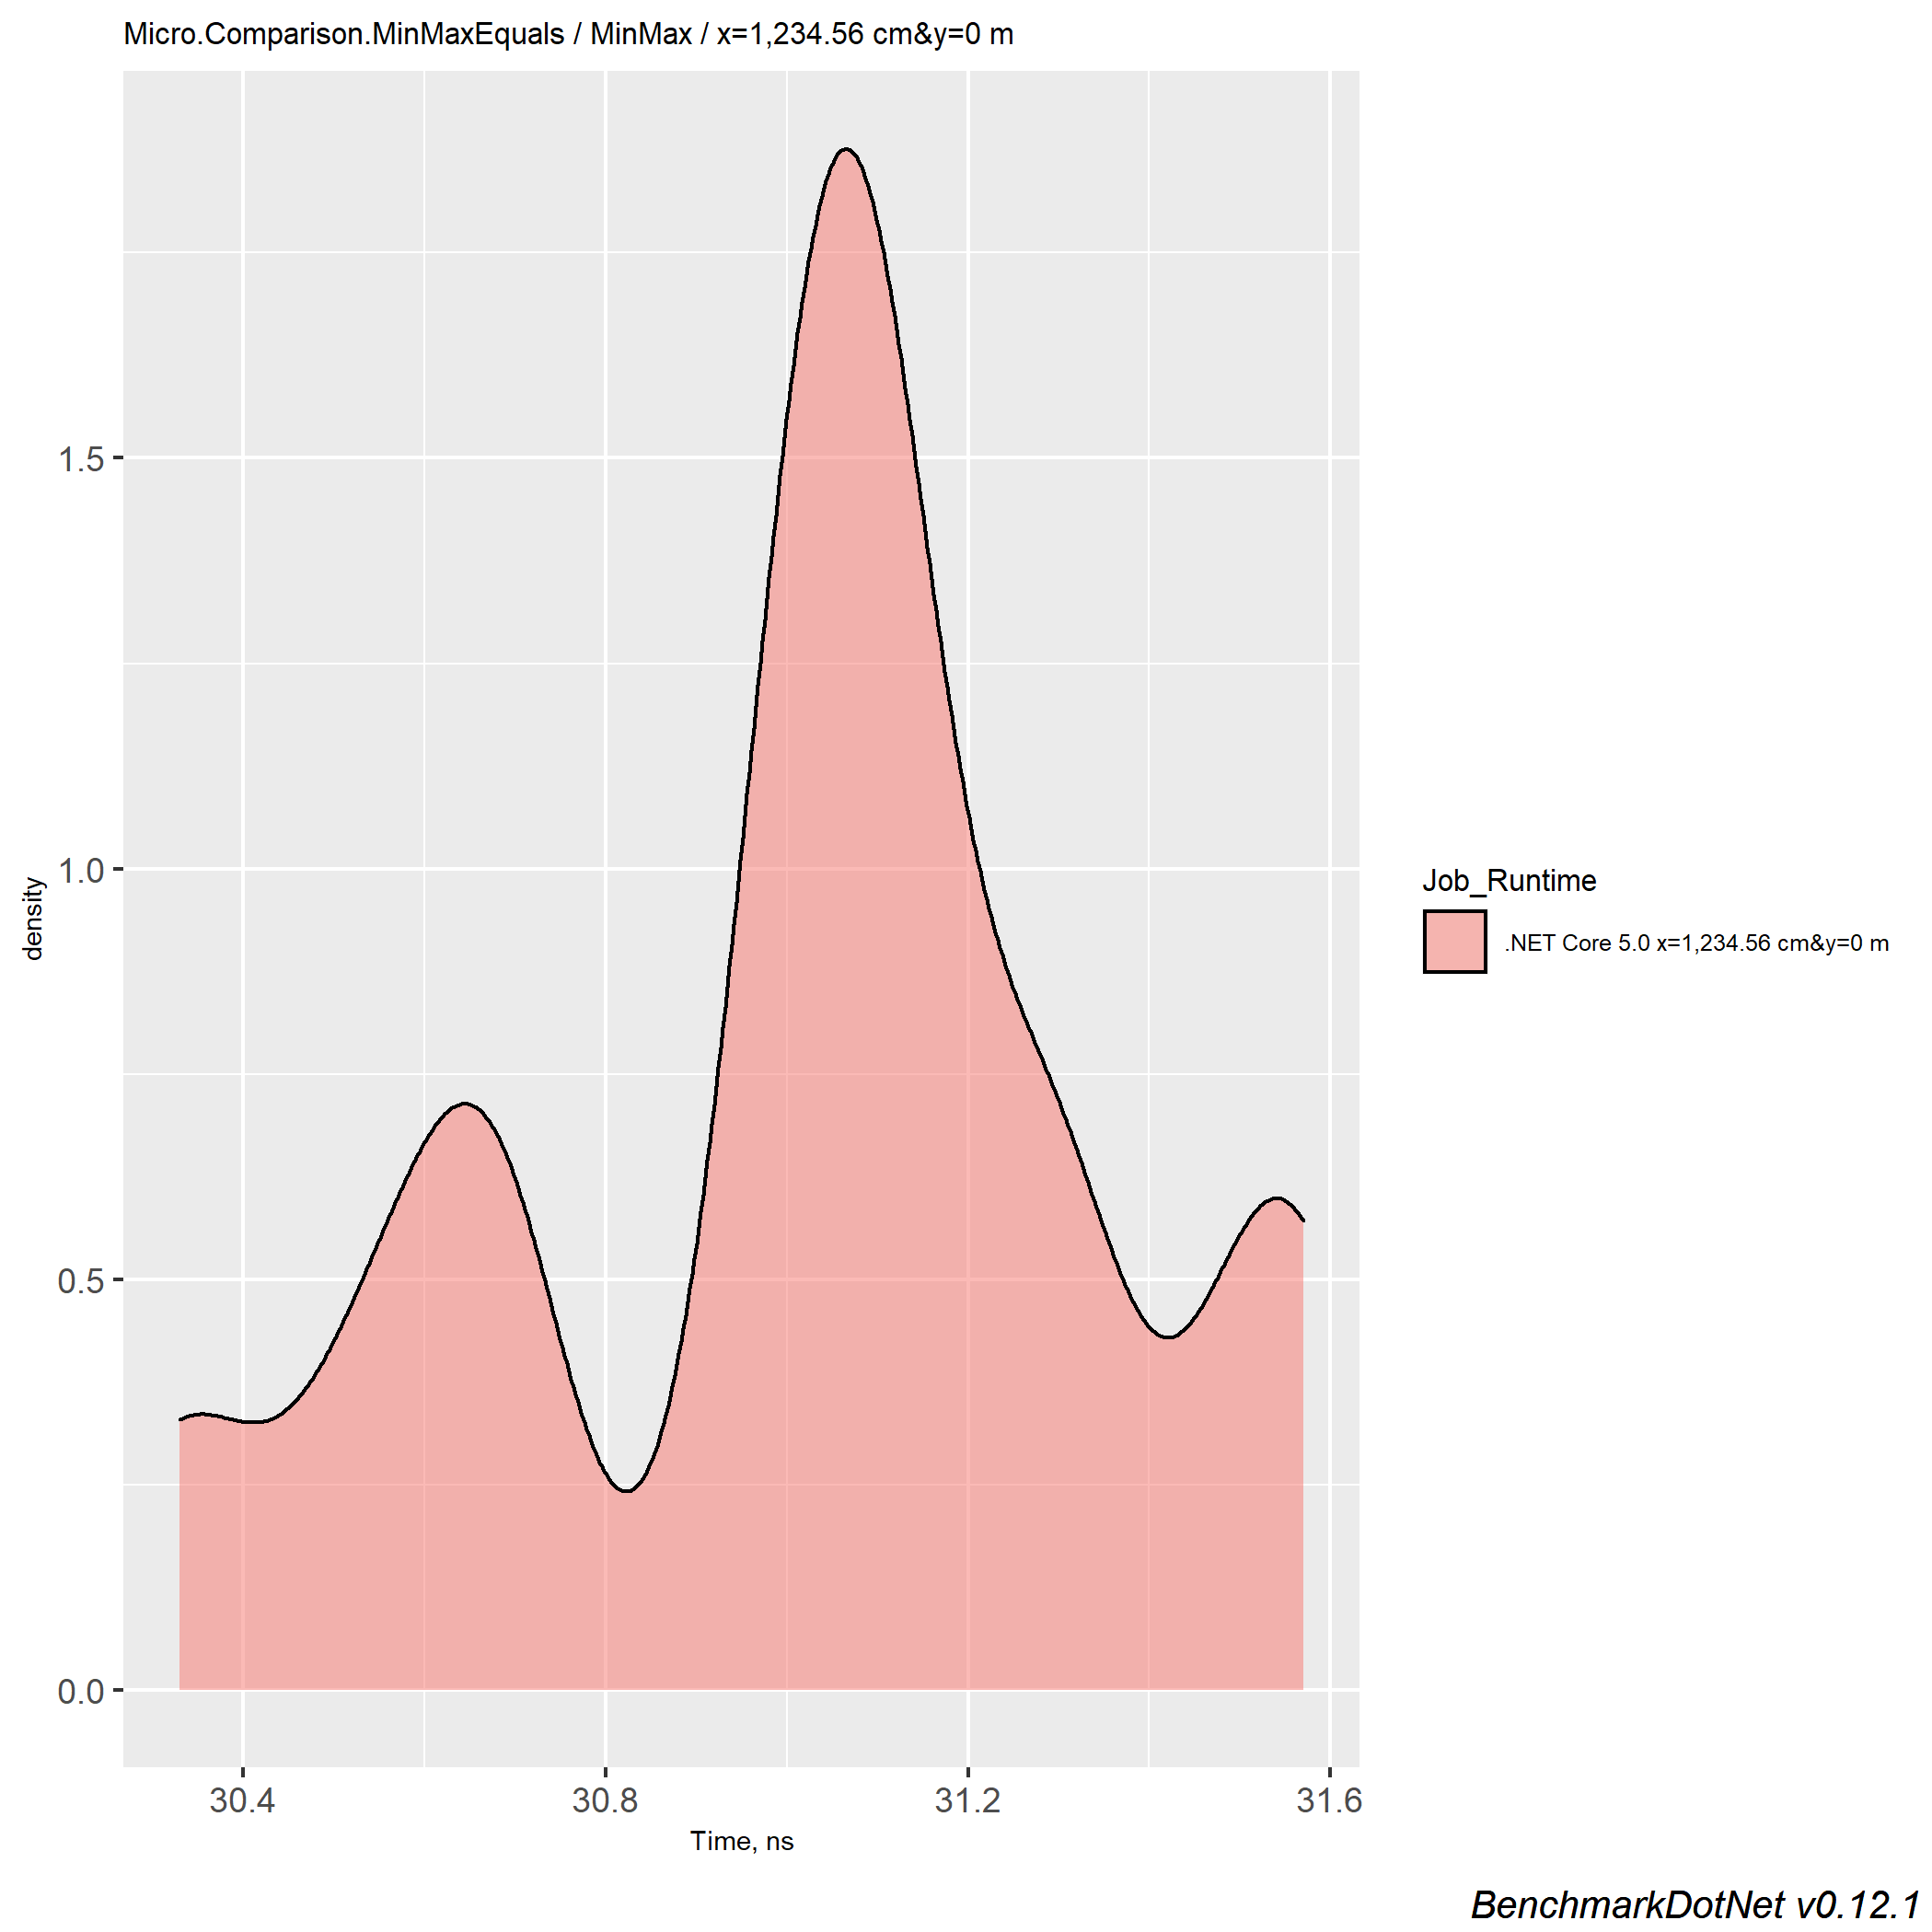 Micro.Comparison.MinMaxEquals / MinMax / x=1,234.56 cm&y=0 m
1.5
1.0
0.5
0.0
density
30.4 30.8 31.2 31.6
Time, ns
Job_Runtime
.NET Core 5.0 x=1,234.56 cm&y=0 m
BenchmarkDotNet v0.12.1